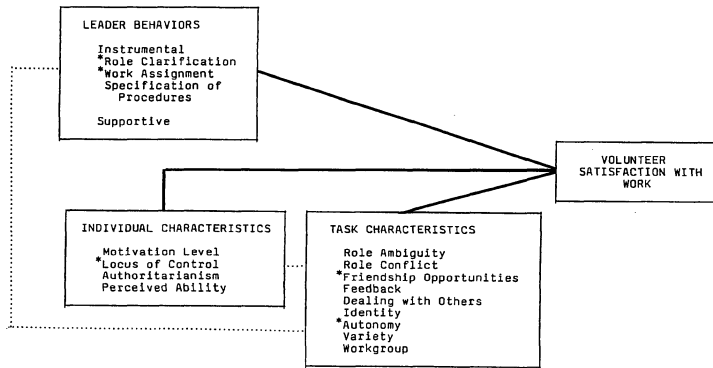 LEADER BEHAVIORS
Instrumental
*Role Clarification
*Work Assignment
Specification of
Procedures
Supportive
VOLUNTEER
SATISFACTION WITH
WORK
INDIVIDUAL CHARACTERISTICS
Motivation Level
*Locus of Control
Authoritarianism
Perceived Ability
TASK CHARACTERISTICS
Role Ambiguity
Role Conflict
*Friendship Opportunities
Feedback
Dealing with Others
Identity
*Autonomy
Variety
Workgroup